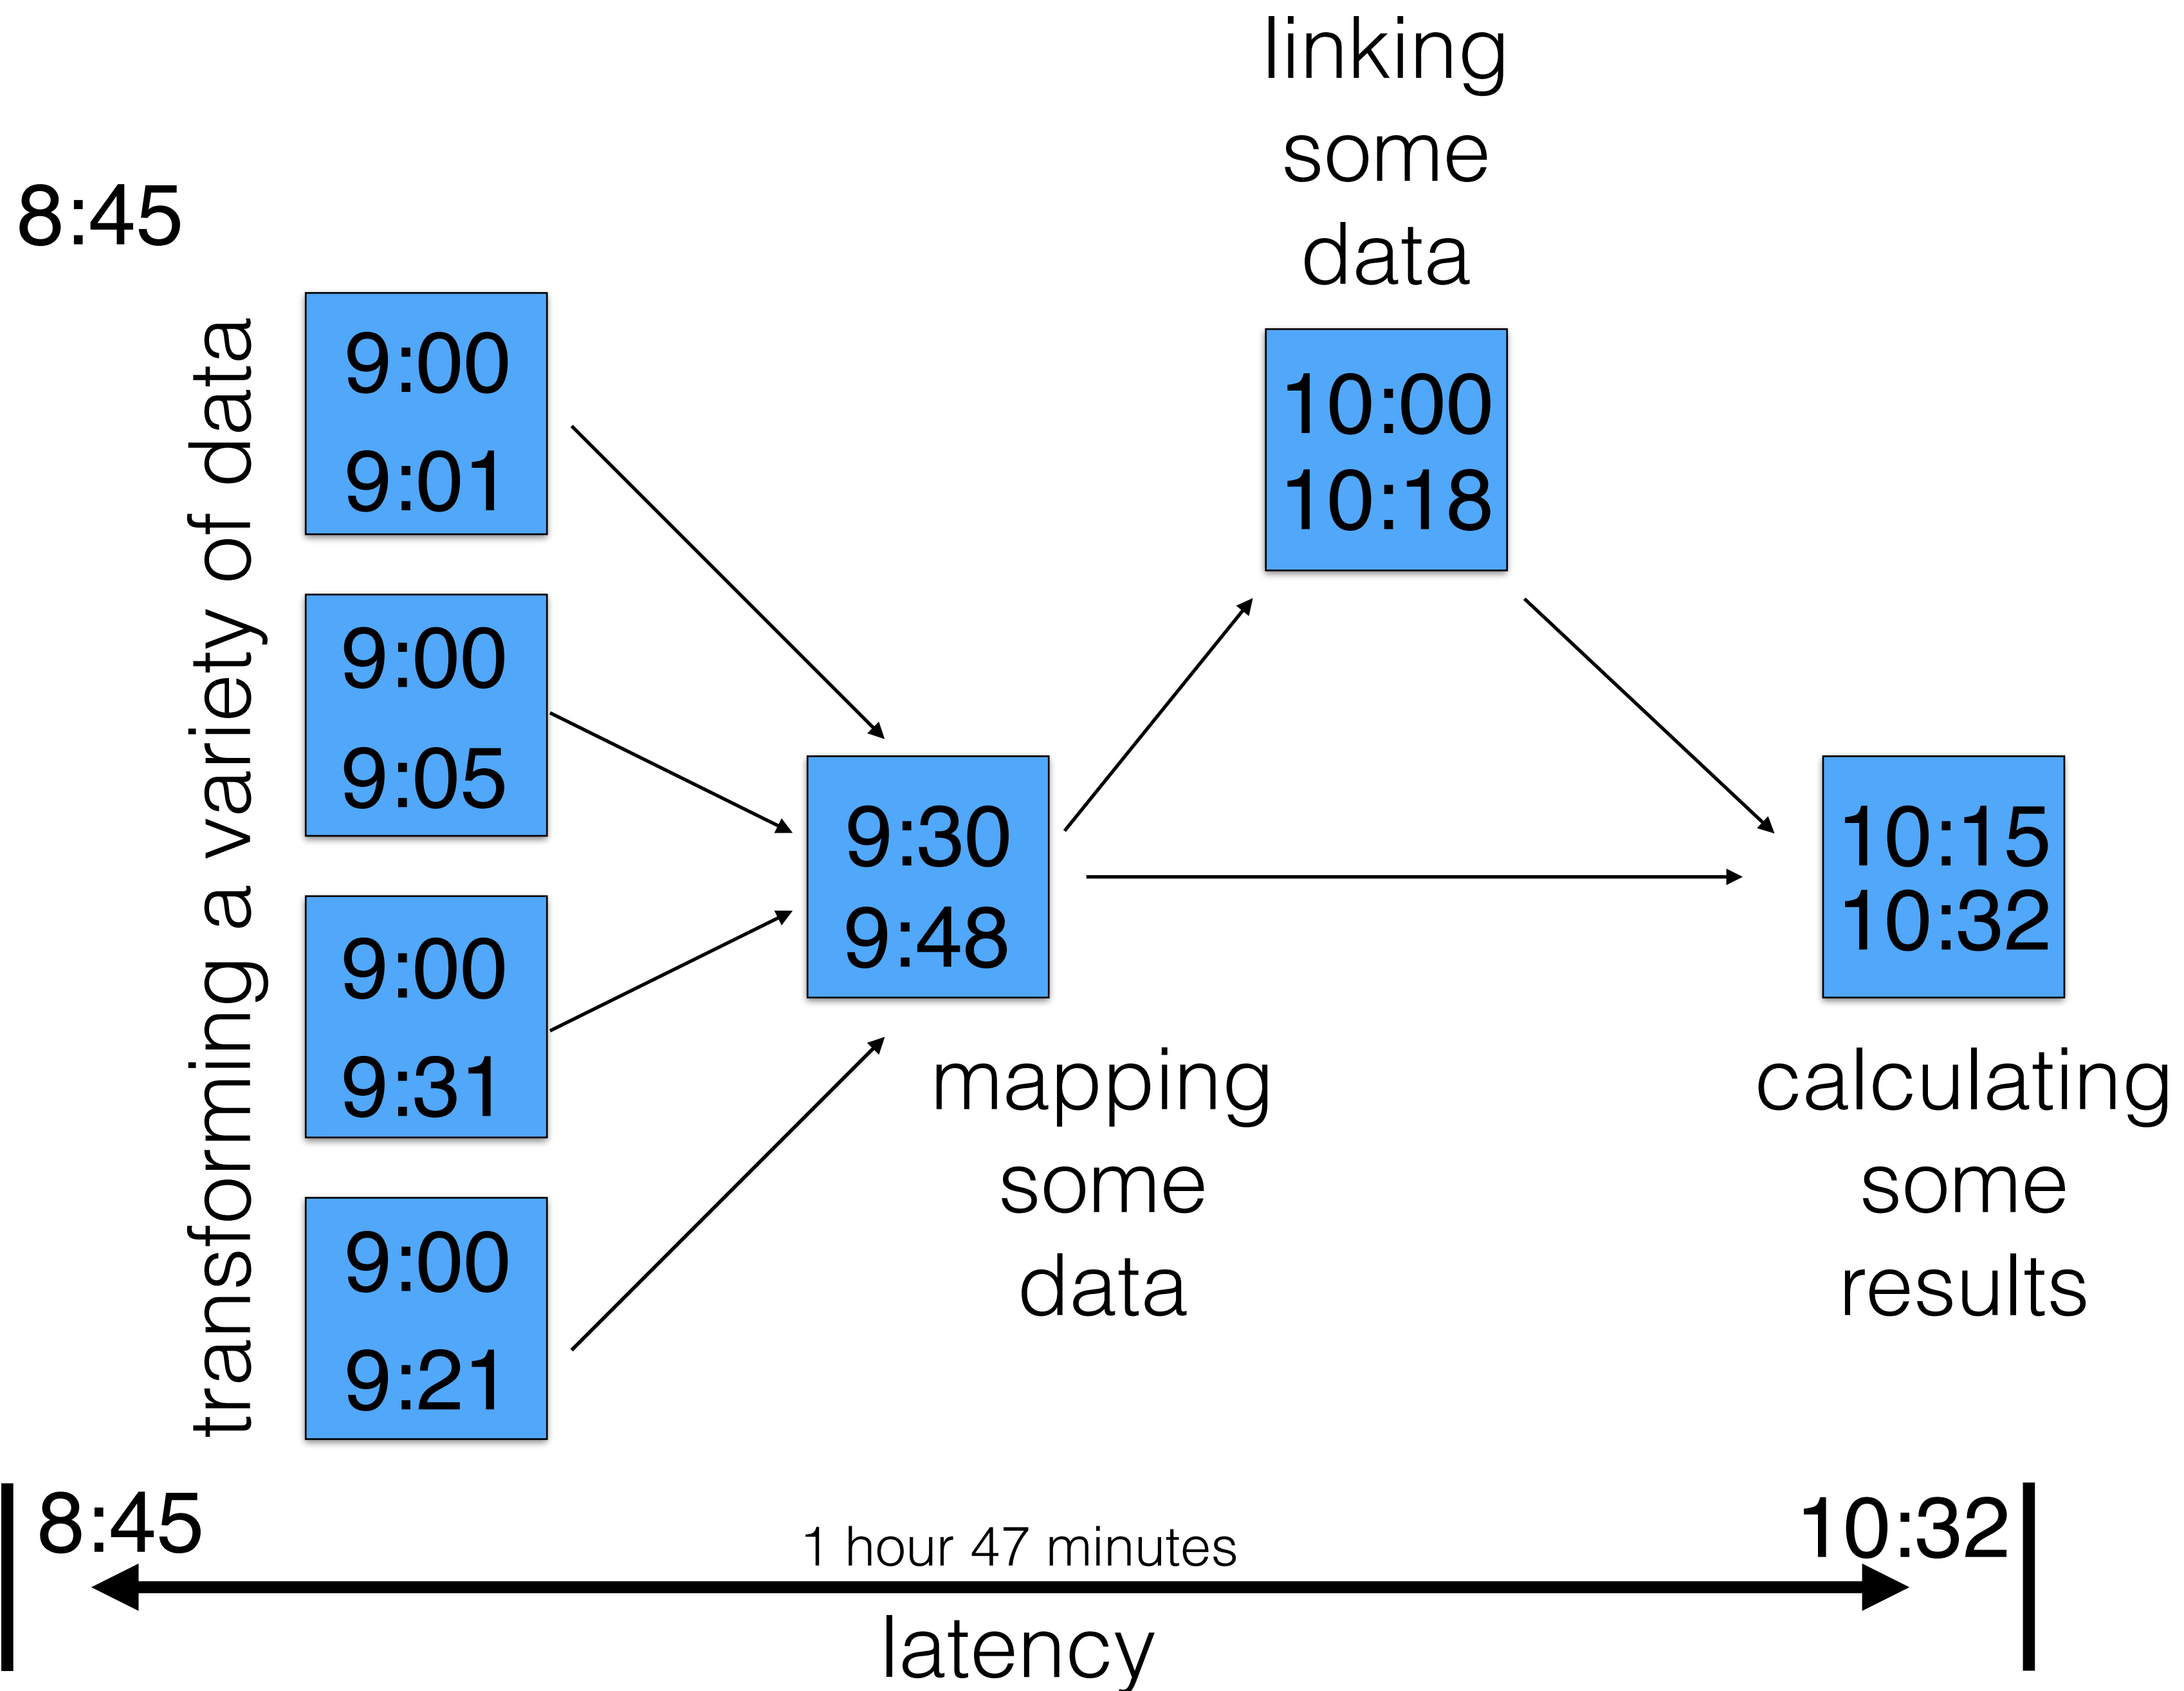 linking
some
data
8:45
transforming a variety of data
9:00
9:01
10:00
10:18
9:00
9:05
9:30
9:48
10:15
10:32
9:00
9:31
mapping
some
data
calculating
some
results
9:00
9:21
8:45
1 hour 47 minutes
10:32
latency